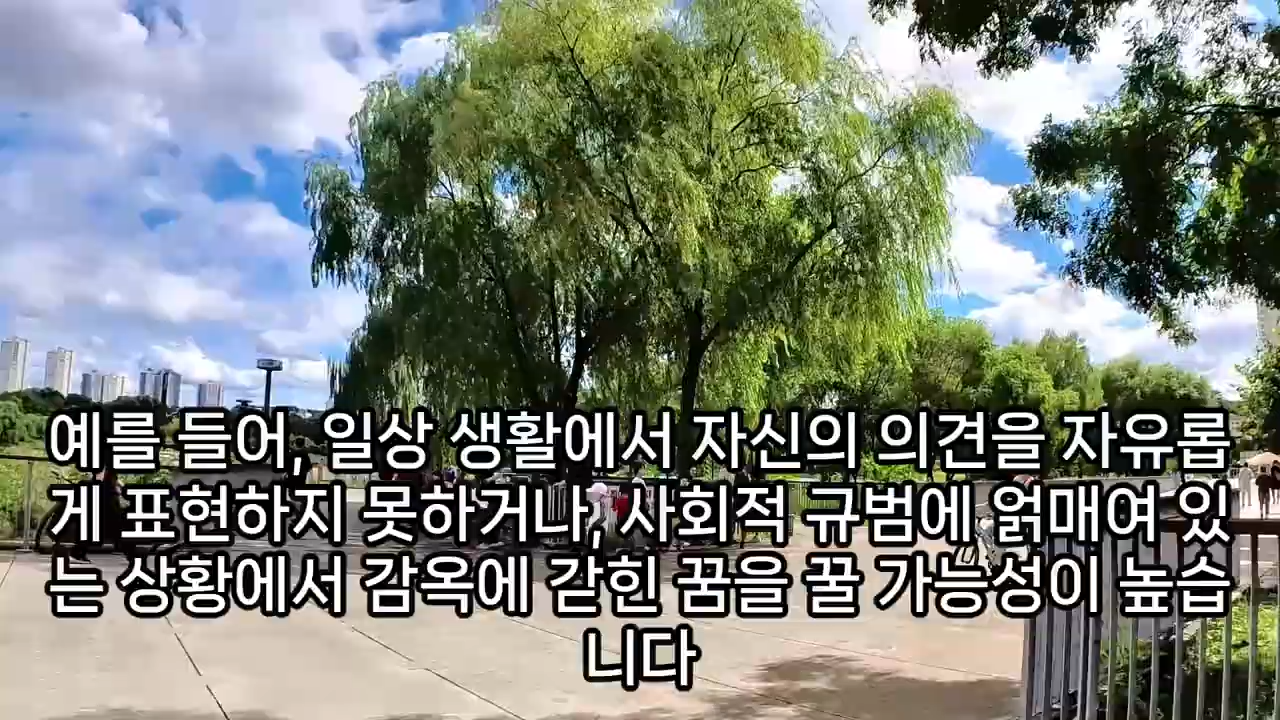 예를 들어, 일상 생활에서 자신의 의견을 자유롭
게 표현하지 못하거나, 사회적 규범에 얽매여 있
는 상황에서 감옥에 갇힌 꿈을 꿀 가능성이 높습
니다